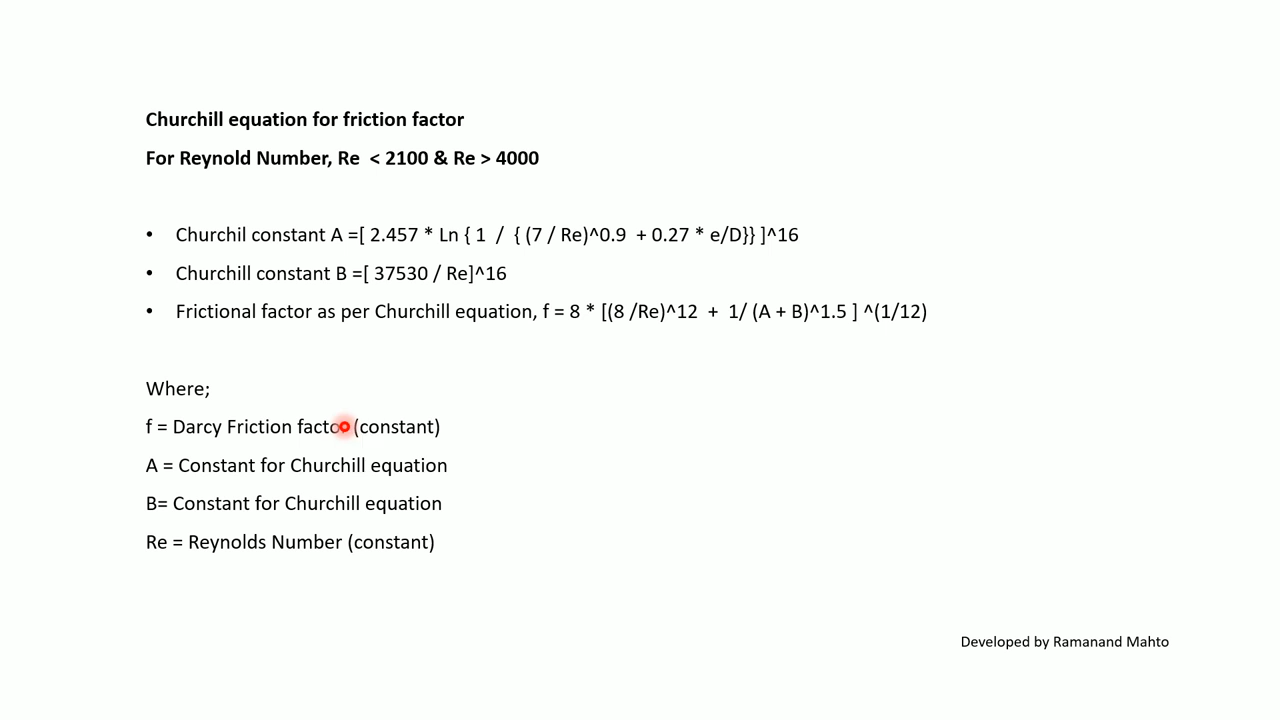 Churchill equation for friction factor
For Reynold Number, Re < 2100 & Re > 4000
• Churchil constant A =[ 2.457 * Ln { 1 / { (7 / Re)^0.9 + 0.27 * e/D}} ]^16
• Churchill constant B =[ 37530 / Re]^16
• Frictional factor as per Churchill equation, f = 8 * [(8 /Re)^12 + 1/ (A + B)^1.5 ] ^(1/12)
Where;
f = Darcy Friction factor (constant)
A = Constant for Churchill equation
B= Constant for Churchill equation
Re = Reynolds Number (constant)
Developed by Ramanand Mahto